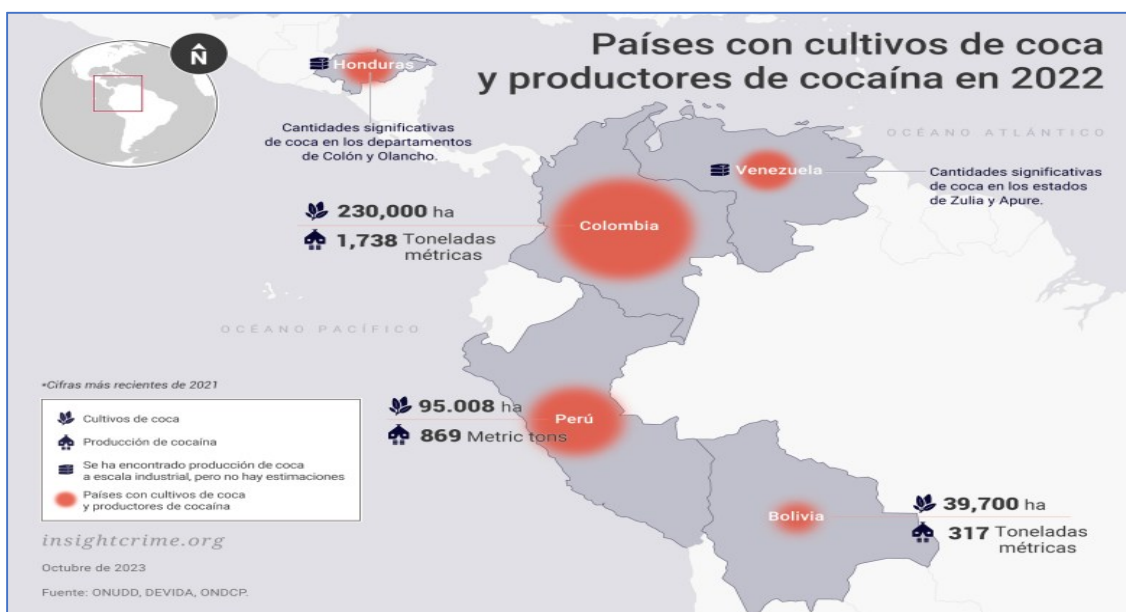 Países con cultivos de coca
y productores de cocaína en 2022
N
Honduras
Cantidades significativas
de coca en los departamentos
de Colón y Olancho.
OCÉANO ATLÁNTICO
Venezuela
Cantidades significativas
de coca en los estados
de Zulia y Apure.
230,000 ha
1,738 Toneladas
métricas
Colombia
OCÉANO PACÍFICO
*Cifras más recientes de 2021
Cultivos de coca
Producción de cocaína
Se ha encontrado producción de coca
a escala industrial, pero no hay estimaciones
Países con cultivos de coca
y productores de cocaína
95.008 ha
869 Metric tons
Perú
Bolivia
39,700 ha
317 Toneladas
métricas
insightcrime.org
Octubre de 2023
Fuente: ONUDD, DEVIDA, ONDCP.